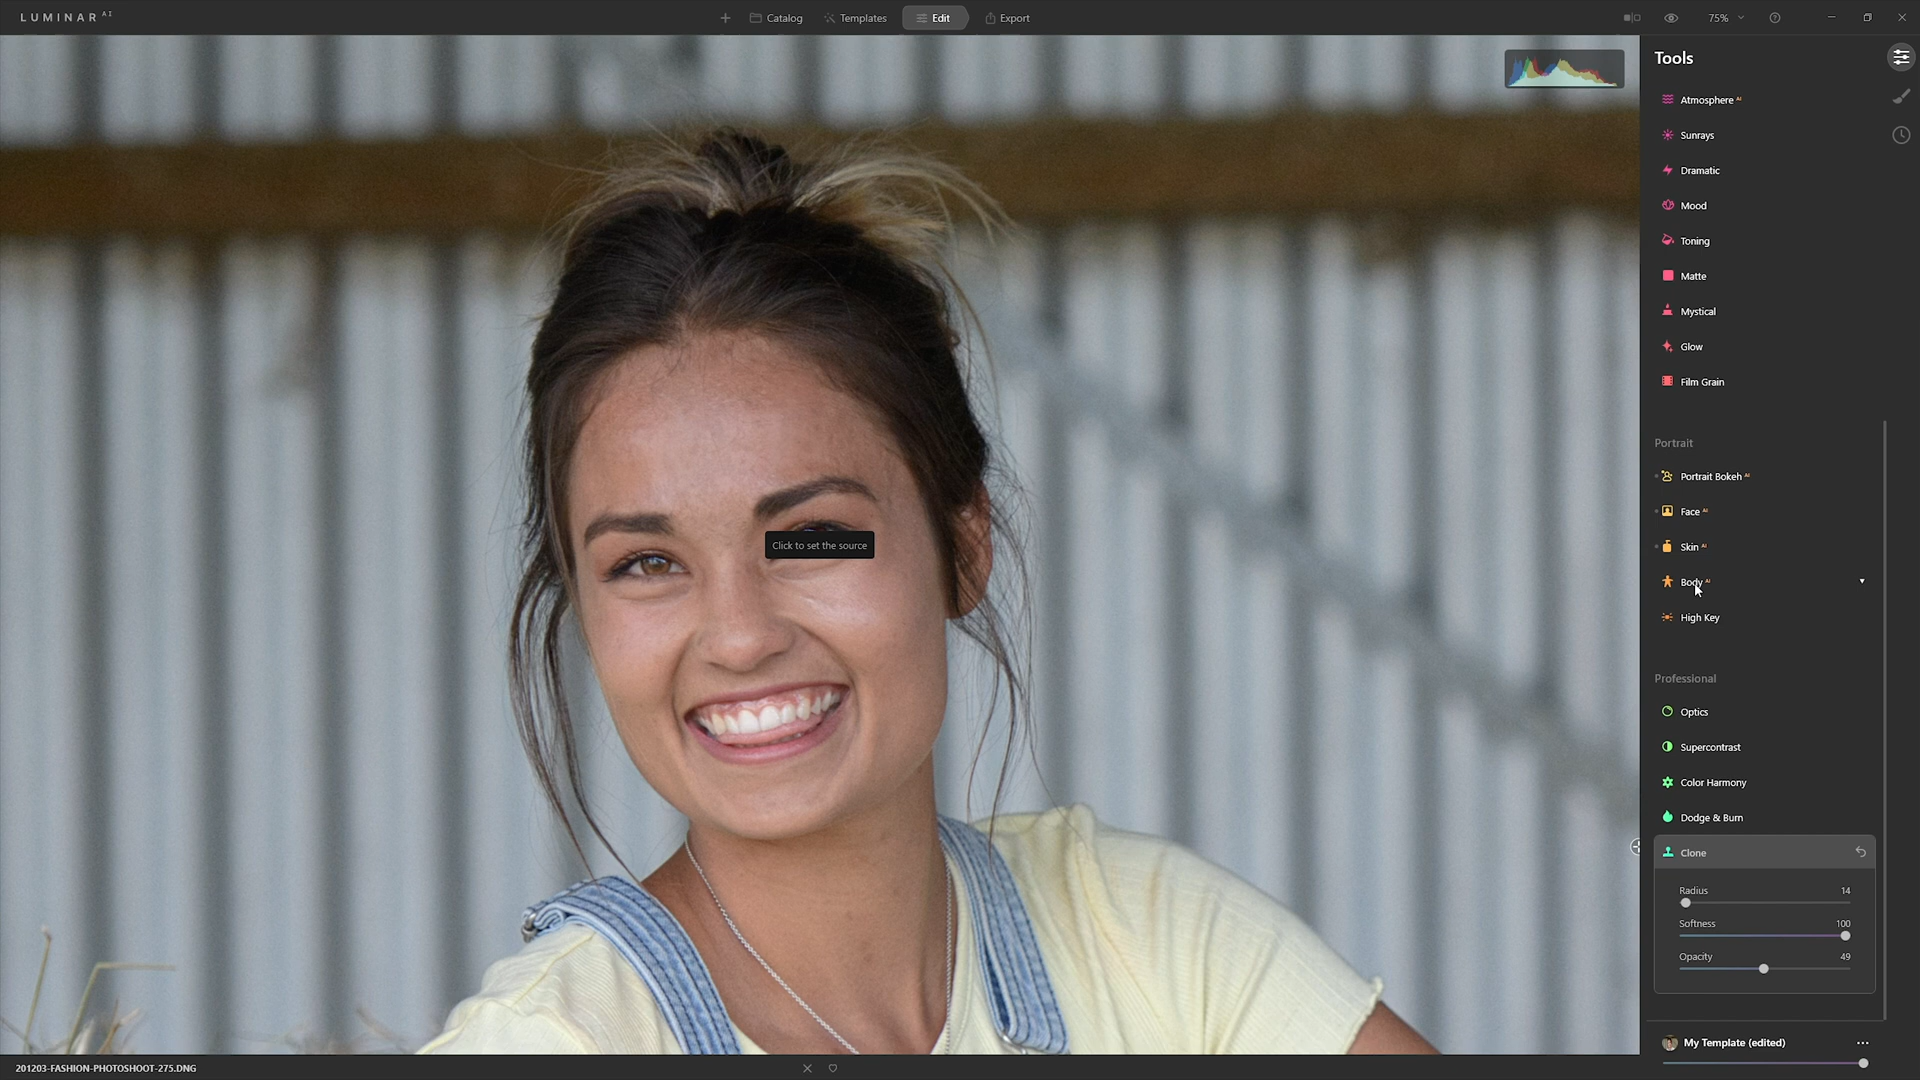 LUMINAR AI
Catalog
Templates
Edit
Export
75%
Tools
Atmosphere AI
Sunrays
Dramatic
Mood
Toning
Matte
Mystical
Glow
Film Grain
Portrait
Portrait Bokeh AI
Face AI
Skin AI
Body AI
High Key
Click to set the source
Professional
Optics
Supercontrast
Color Harmony
Dodge & Burn
Clone
Radius 14
Softness 100
Opacity 49
My Template (edited)
201203-FASHION-PHOTOSHOOT-275.DNG